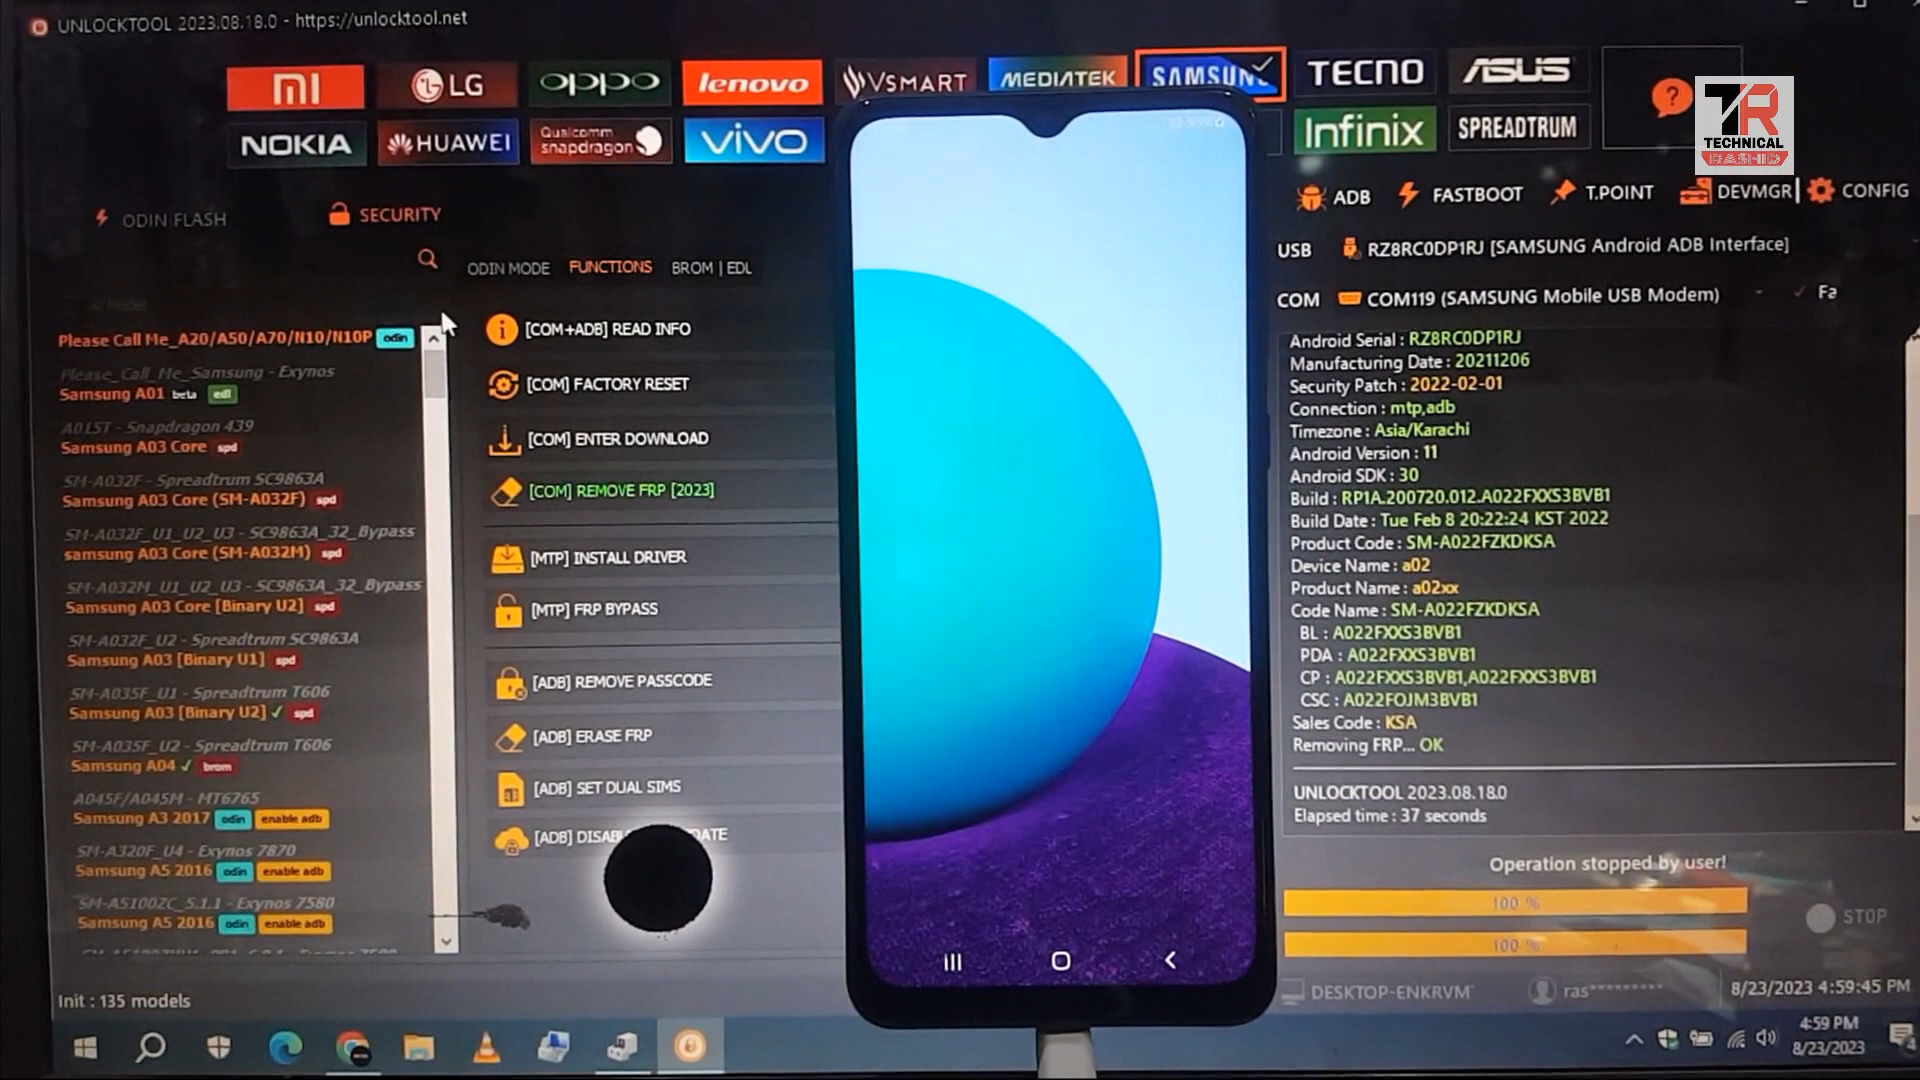 UNLOCKTOOL 2023.08.18.0 - https://unlocktool.net
MI
LG
oppo
lenovo
VSMART
MEDIATEK
SAMSUNG
TECNO
ASUS
NOKIA
HUAWEI
Qualcomm
snapdragon
vivo
Infinix
SPREADTRUM
?
TR
TECHNICAL
RASHID
ODIN FLASH
SECURITY
ADB
FASTBOOT
T.POINT
DEVMGR
CONFIG
ODIN MODE
FUNCTIONS
BROM | EDL
USB RZ8RC0DP1RJ [SAMSUNG Android ADB Interface]
COM COM119 (SAMSUNG Mobile USB Modem) Fa
Please Call Me_A20/A50/A70/N10/N10P odin
Please_Call_Me_Samsung - Exynos
Samsung A01 beta edl
A015T - Snapdragon 439
Samsung A03 Core spd
SM-A032F - Spreadtrum SC9863A
Samsung A03 Core (SM-A032F) spd
SM-A032F_U1_U2_U3 - SC9863A_32_Bypass
samsung A03 Core (SM-A032M) spd
SM-A032M_U1_U2_U3 - SC9863A_32_Bypass
Samsung A03 Core [Binary U2] spd
SM-A032F_U2 - Spreadtrum SC9863A
Samsung A03 [Binary U1] spd
SM-A035F_U1 - Spreadtrum T606
Samsung A03 [Binary U2] ✓ spd
SM-A035F_U2 - Spreadtrum T606
Samsung A04 ✓ brom
A045F/A045M - MT6765
Samsung A3 2017 odin enable adb
SM-A320F_U4 - Exynos 7870
Samsung A5 2016 odin enable adb
SM-A5100ZC_5.1.1 - Exynos 7580
Samsung A5 2016 odin enable adb
Init : 135 models
[COM+ADB] READ INFO
[COM] FACTORY RESET
[COM] ENTER DOWNLOAD
[COM] REMOVE FRP [2023]
[MTP] INSTALL DRIVER
[MTP] FRP BYPASS
[ADB] REMOVE PASSCODE
[ADB] ERASE FRP
[ADB] SET DUAL SIMS
[ADB]
Android Serial : RZ8RC0DP1RJ
Manufacturing Date : 20211206
Security Patch : 2022-02-01
Connection : mtp,adb
Timezone : Asia/Karachi
Android Version : 11
Android SDK : 30
Build : RP1A.200720.012.A022FXXS3BVB1
Build Date : Tue Feb 8 20:22:24 KST 2022
Product Code : SM-A022FZKDKSA
Device Name : a02
Product Name : a02xx
Code Name : SM-A022FZKDKSA
BL : A022FXXS3BVB1
PDA : A022FXXS3BVB1
CP : A022FXXS3BVB1,A022FXXS3BVB1
CSC : A022FOJM3BVB1
Sales Code : KSA
Removing FRP... OK
UNLOCKTOOL 2023.08.18.0
Elapsed time : 37 seconds
Operation stopped by user!
100 %
100 %
STOP
DESKTOP-ENKRVM
ras*********
8/23/2023 4:59:45 PM
4:59 PM
8/23/2023